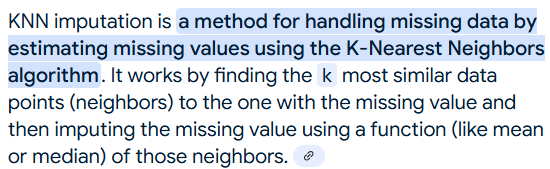 KNN imputation is a method for handling missing data by
estimating missing values using the K-Nearest Neighbors
algorithm. It works by finding the k most similar data
points (neighbors) to the one with the missing value and
then imputing the missing value using a function (like mean
or median) of those neighbors.